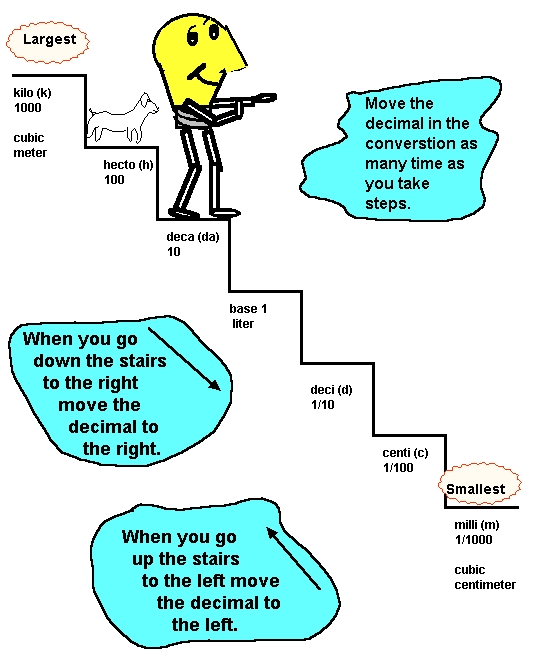 Largest
kilo (k)
1000
cubic
meter
hecto (h)
100
deca (da)
10
base 1
liter
deci (d)
1/10
centi (c)
1/100
Smallest
milli (m)
1/1000
cubic
centimeter
Move the
decimal in the
converstion as
many time as
you take
steps.
When you go
down the stairs
to the right
move the
decimal to
the right.
When you go
up the stairs
to the left move
the decimal to
the left.